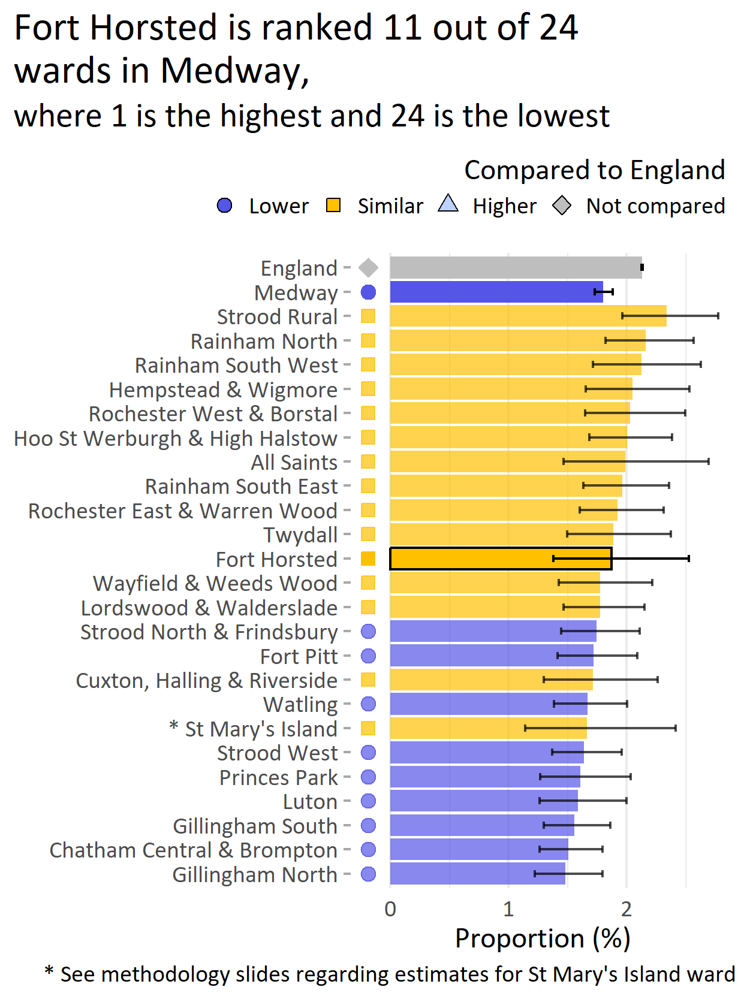 Fort Horsted is ranked 11 out of 24
wards in Medway,
where 1 is the highest and 24 is the lowest
Compared to England
Lower Similar Higher Not compared
England
Medway
Strood Rural
Rainham North
Rainham South West
Hempstead & Wigmore
Rochester West & Borstal
Hoo St Werburgh & High Halstow
All Saints
Rainham South East
Rochester East & Warren Wood
Twydall
Fort Horsted
Wayfield & Weeds Wood
Lordswood & Walderslade
Strood North & Frindsbury
Fort Pitt
Cuxton, Halling & Riverside
Watling
* St Mary's Island
Strood West
Princes Park
Luton
Gillingham South
Chatham Central & Brompton
Gillingham North
0 1 2
Proportion (%)
* See methodology slides regarding estimates for St Mary's Island ward